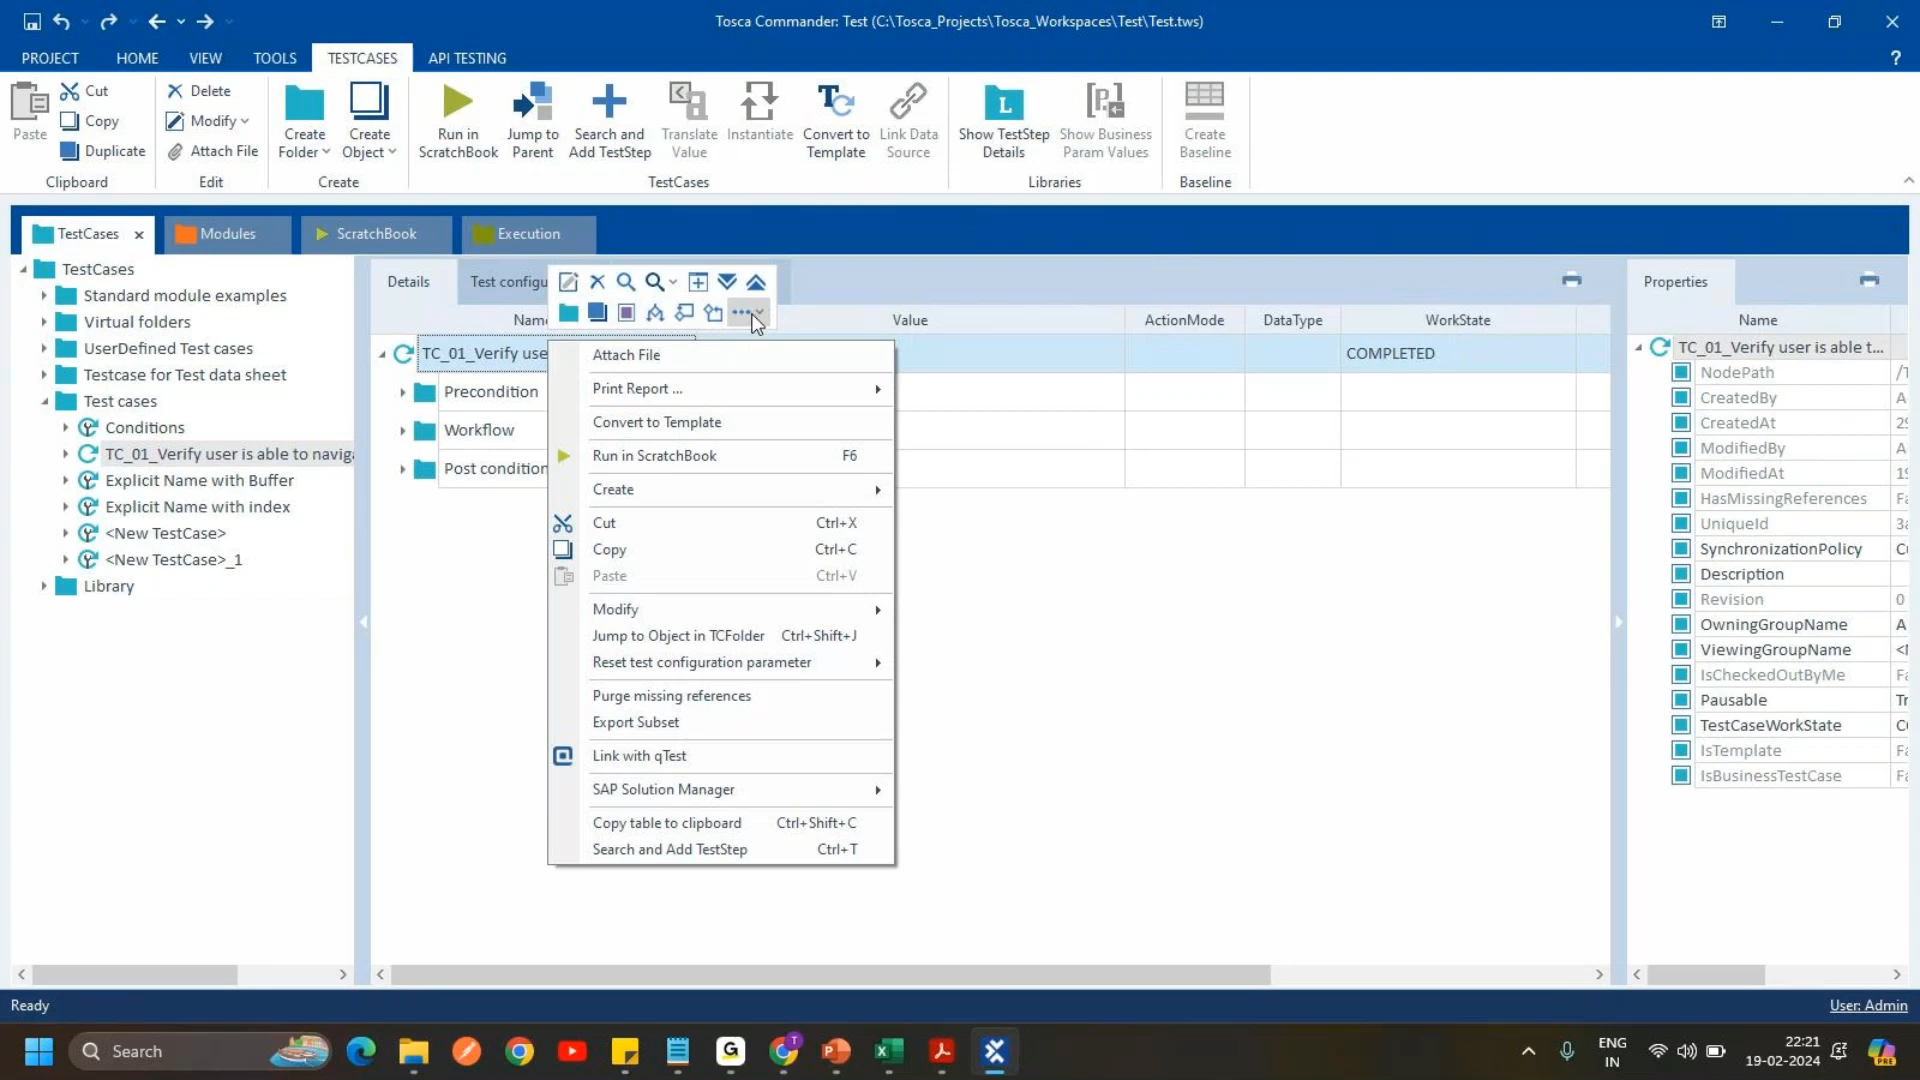 Tosca Commander: Test (C:\Tosca_Projects\Tosca_Workspaces\Test\Test.tws)
PROJECT HOME VIEW TOOLS TESTCASES API TESTING ?
Paste Cut Copy Duplicate
Clipboard
Delete Modify Attach File
Edit
Create Folder Create Object
Create
Run in ScratchBook Jump to Parent Search and Add TestStep Translate Value Instantiate Convert to Template Link Data Source
TestCases
Show TestStep Details Show Business Param Values
Libraries
Create Baseline
Baseline
TestCases Modules ScratchBook Execution
TestCases
Standard module examples
Virtual folders
UserDefined Test cases
Testcase for Test data sheet
Test cases
Conditions
TC_01_Verify user is able to naviga
Explicit Name with Buffer
Explicit Name with index
<New TestCase>
<New TestCase>_1
Library
Details Test configu
Name Value ActionMode DataType WorkState
TC_01_Verify use COMPLETED
Precondition
Workflow
Post condition
Attach File
Print Report ...
Convert to Template
Run in ScratchBook F6
Create
Cut Ctrl+X
Copy Ctrl+C
Paste Ctrl+V
Modify
Jump to Object in TCFolder Ctrl+Shift+J
Reset test configuration parameter
Purge missing references
Export Subset
Link with qTest
SAP Solution Manager
Copy table to clipboard Ctrl+Shift+C
Search and Add TestStep Ctrl+T
Properties
Name
TC_01_Verify user is able t...
NodePath
CreatedBy
CreatedAt
ModifiedBy
ModifiedAt
HasMissingReferences
UniqueId
SynchronizationPolicy
Description
Revision 0
OwningGroupName
ViewingGroupName
IsCheckedOutByMe
Pausable
TestCaseWorkState
IsTemplate
IsBusinessTestCase
Ready
User: Admin
Search
ENG
IN
22:21
19-02-2024